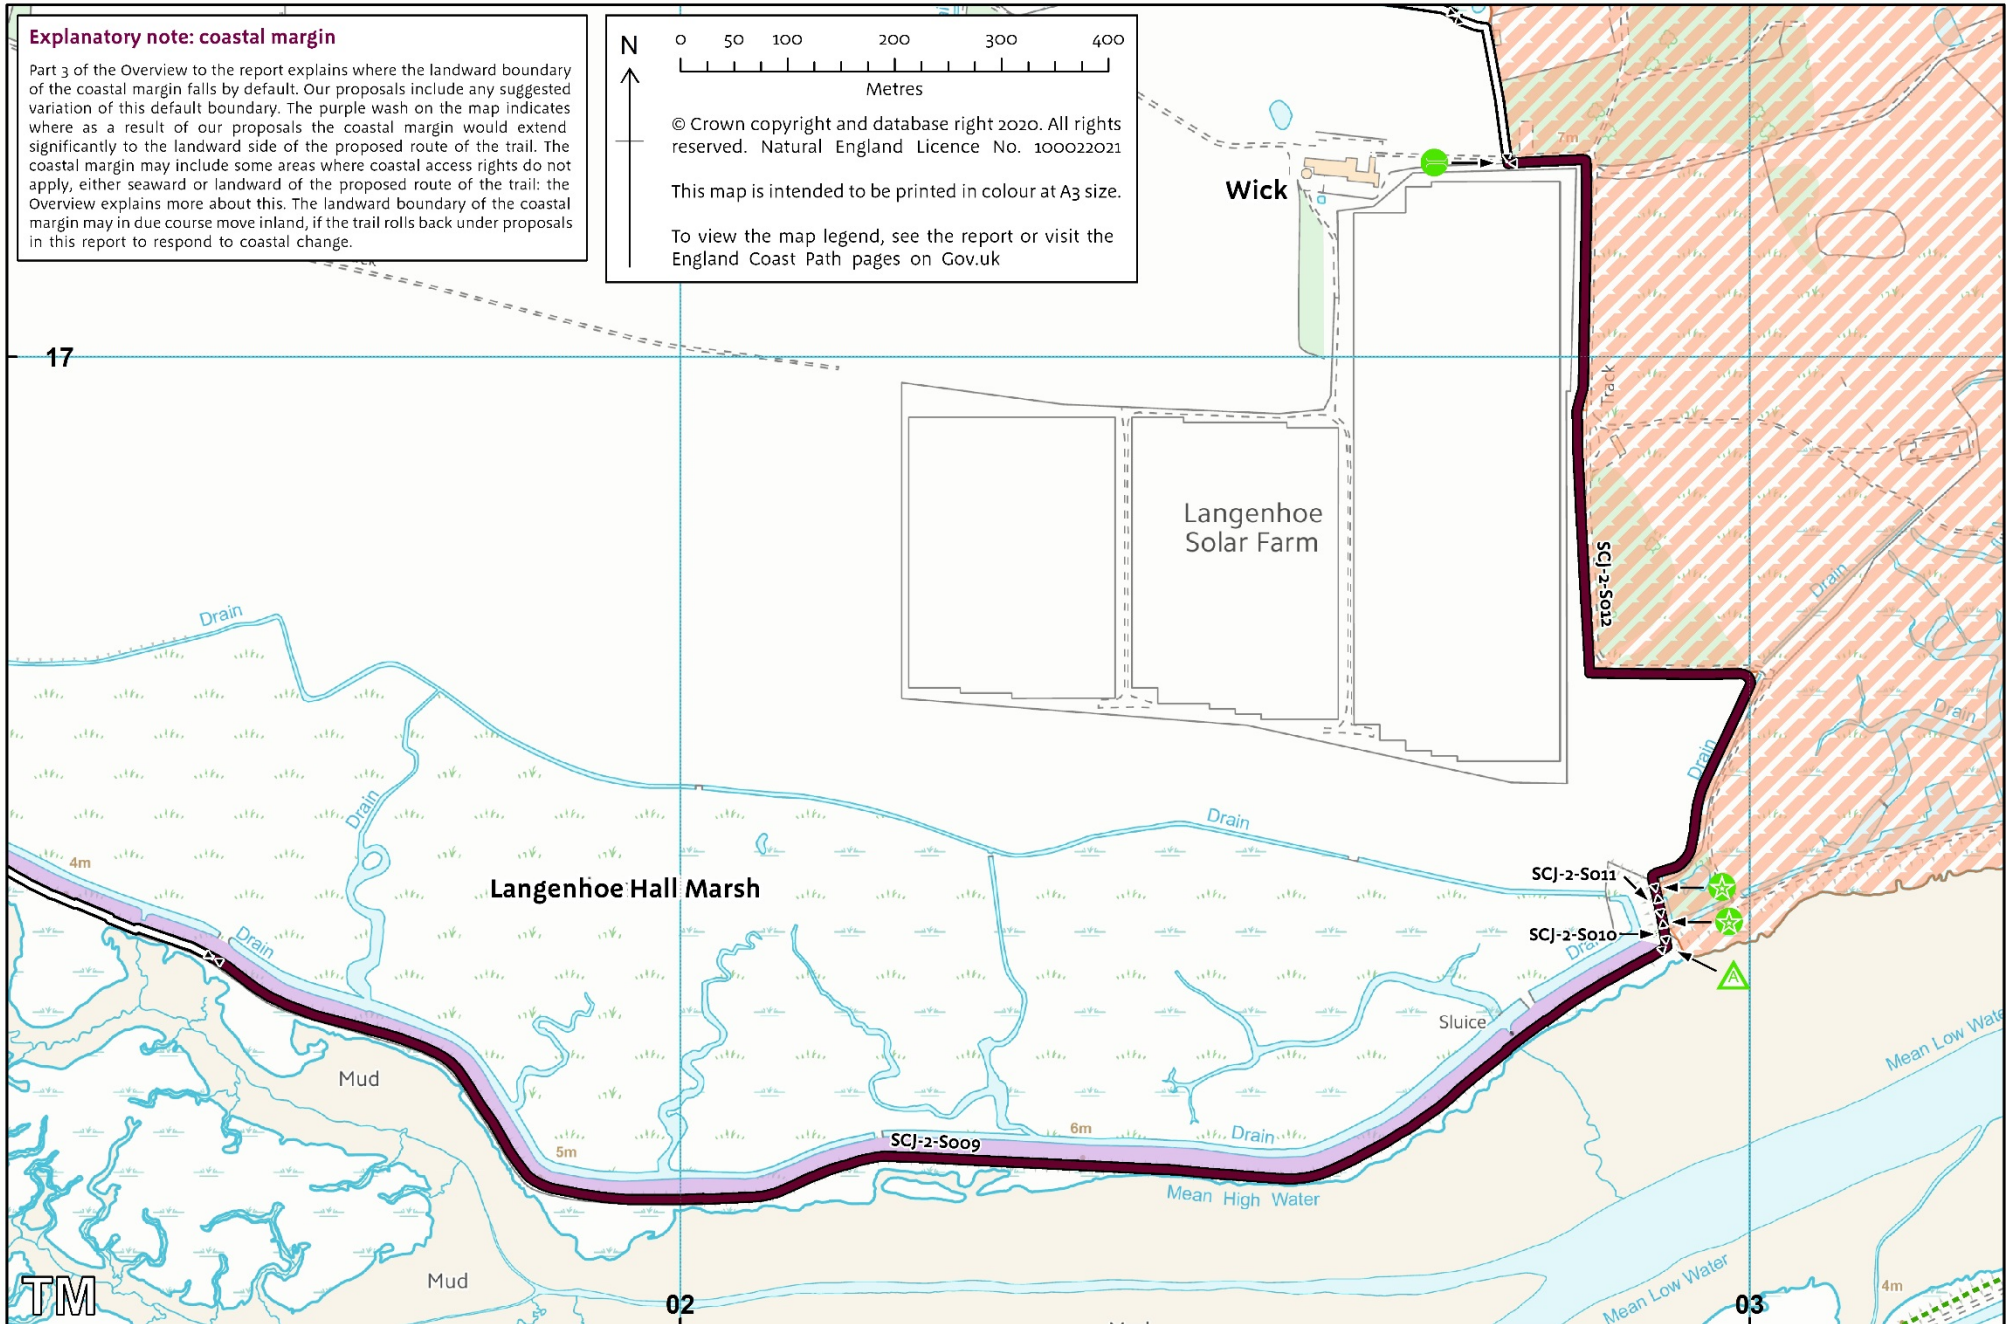 Explanatory note: coastal margin
Part 3 of the Overview to the report explains where the landward boundary
of the coastal margin falls by default. Our proposals include any suggested
variation of this default boundary. The purple wash on the map indicates
where as a result of our proposals the coastal margin would extend
significantly to the landward side of the proposed route of the trail. The
coastal margin may include some areas where coastal access rights do not
apply, either seaward or landward of the proposed route of the trail: the
Overview explains more about this. The landward boundary of the coastal
margin may in due course move inland, if the trail rolls back under proposals
in this report to respond to coastal change.
N
0 50 100 200 300 400
Metres
© Crown copyright and database right 2020. All rights
reserved. Natural England Licence No. 100022021
This map is intended to be printed in colour at A3 size.
To view the map legend, see the report or visit the
England Coast Path pages on Gov.uk
7m
Wick
17
Track
Langenhoe
Solar Farm
SCJ-2-S012
Drain
Drain
Drain
Drain
Drain
Drain
4m
Langenhoe Hall Marsh
SCJ-2-S011
SCJ-2-S010
Drain
A
Sluice
Mean Low Water
Mud
6m
SCJ-2-S009
Drain
5m
Mean High Water
Mud
Mean Low Water
4m
TM
02
03